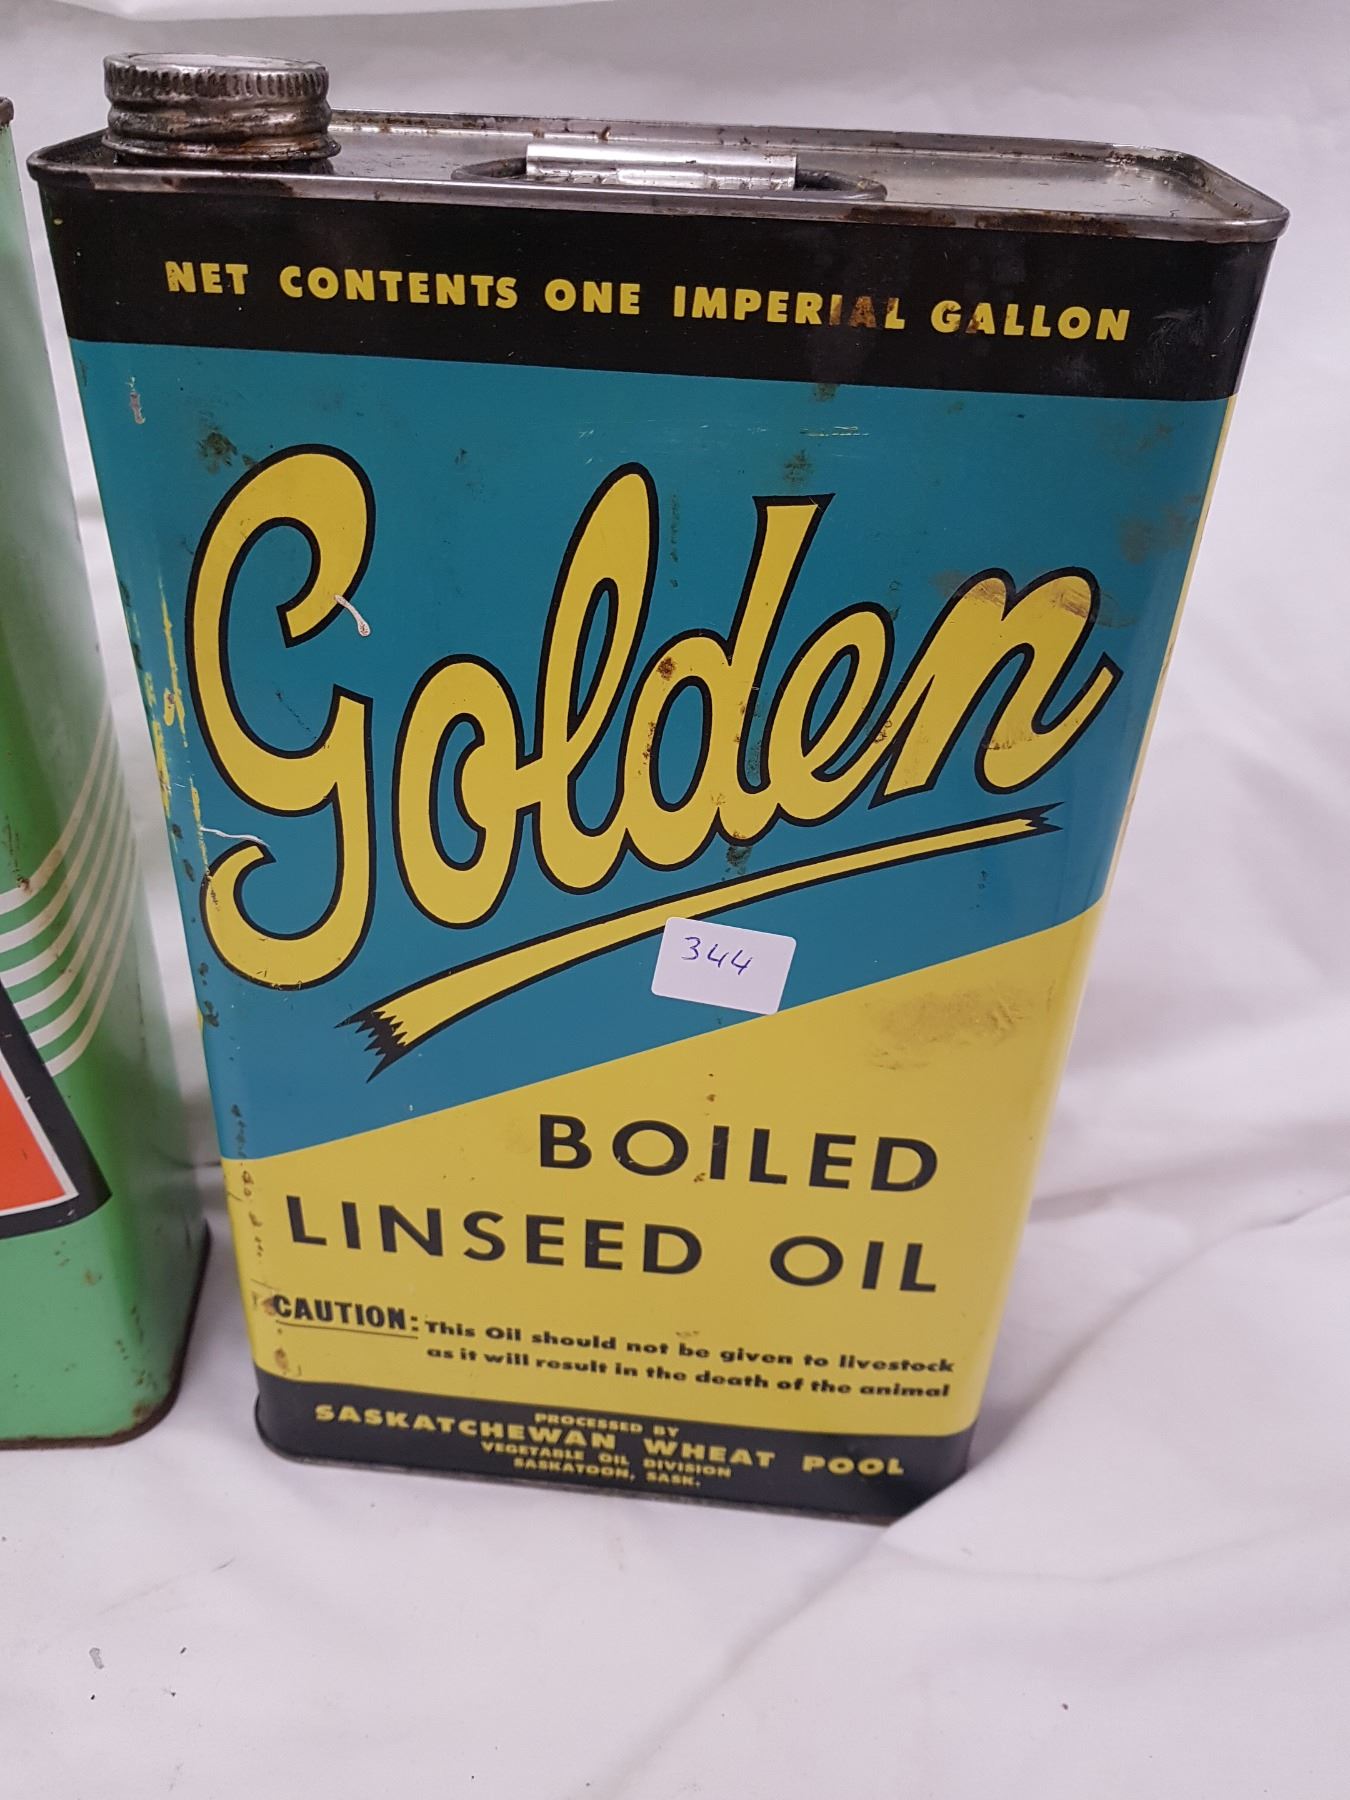 NET CONTENTS ONE IMPERIAL GALLON
Golden
344
BOILED
LINSEED OIL
CAUTION: This Oil should not be given to livestock
as it will result in the death of the animal
PROCESSED BY
SASKATCHEWAN WHEAT POOL
VEGETABLE OIL DIVISION
SASKATOON, SASK.